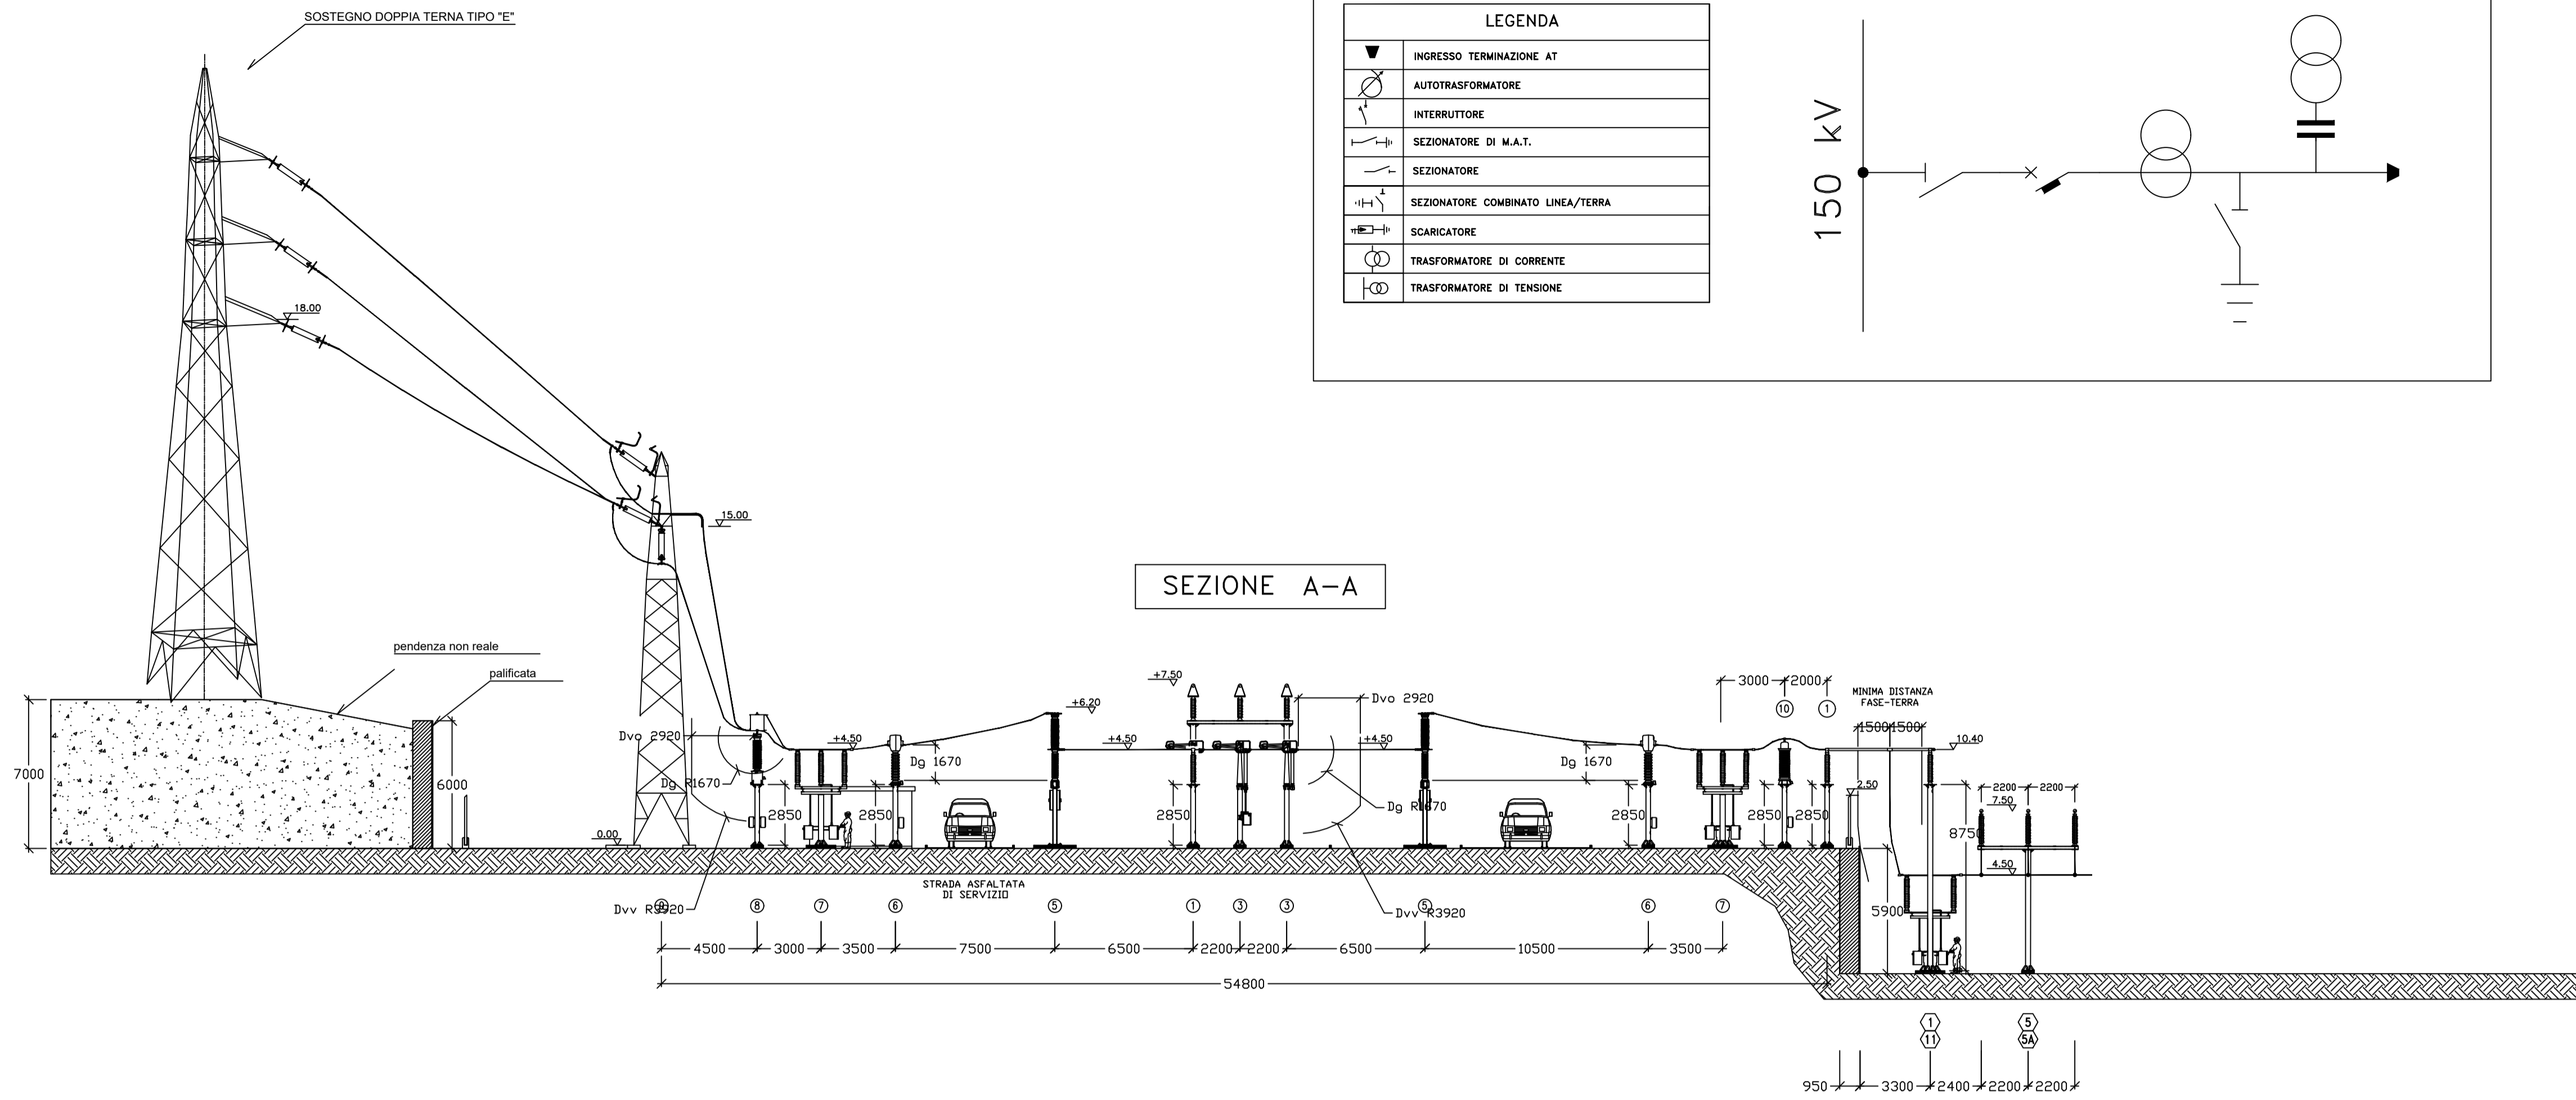 SOSTEGNO DOPPIA TERNA TIPO "E"
LEGENDA
INGRESSO TERMINAZIONE AT
AUTOTRASFORMATORE
INTERRUTTORE
SEZIONATORE DI M.A.T.
SEZIONATORE
SEZIONATORE COMBINATO LINEA/TERRA
SCARICATORE
TRASFORMATORE DI CORRENTE
TRASFORMATORE DI TENSIONE
150 kV
18.00
15.00
SEZIONE A-A
pendenza non reale
palificata
7000
6000
0.00
Dvo 2920
Dg R1670
Dvv R3920
+4.50
Dg 1670
2850
2850
+6.20
+7.50
+4.50
2850
+4.50
Dvo 2920
Dg R1670
Dvv R3920
Dg 1670
2850
2850
2850
3000 2000
10 1
MINIMA DISTANZA
FASE-TERRA
1500 1500
10.40
2.50
2200 2200
7.50
8750
4.50
5900
STRADA ASFALTATA
DI SERVIZIO
9 8 7 6 5 1 3 3 5 6 7
4500 3000 3500 7500 6500 2200 2200 6500 10500 3500
54800
1 5
11 5A
950 3300 2400 2200 2200